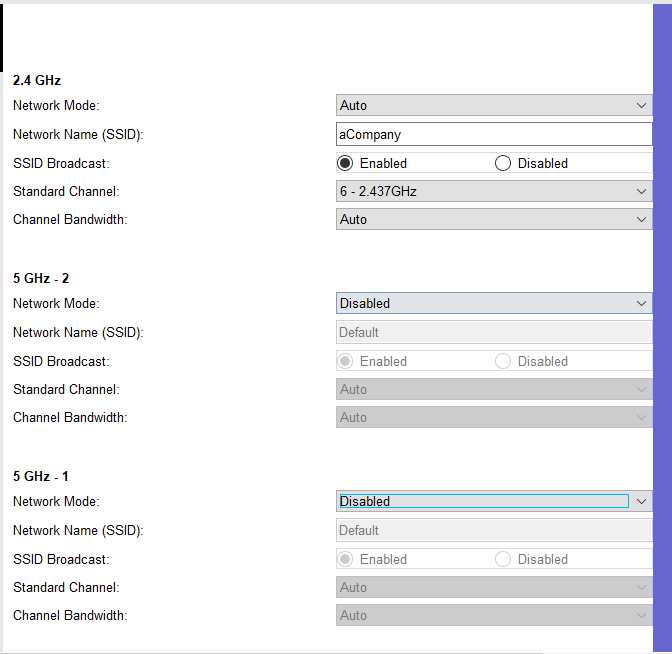 2.4 GHz
Network Mode: Auto
Network Name (SSID): aCompany
SSID Broadcast: Enabled Disabled
Standard Channel: 6 - 2.437GHz
Channel Bandwidth: Auto
5 GHz - 2
Network Mode: Disabled
Network Name (SSID): Default
SSID Broadcast: Enabled Disabled
Standard Channel: Auto
Channel Bandwidth: Auto
5 GHz - 1
Network Mode: Disabled
Network Name (SSID): Default
SSID Broadcast: Enabled Disabled
Standard Channel: Auto
Channel Bandwidth: Auto